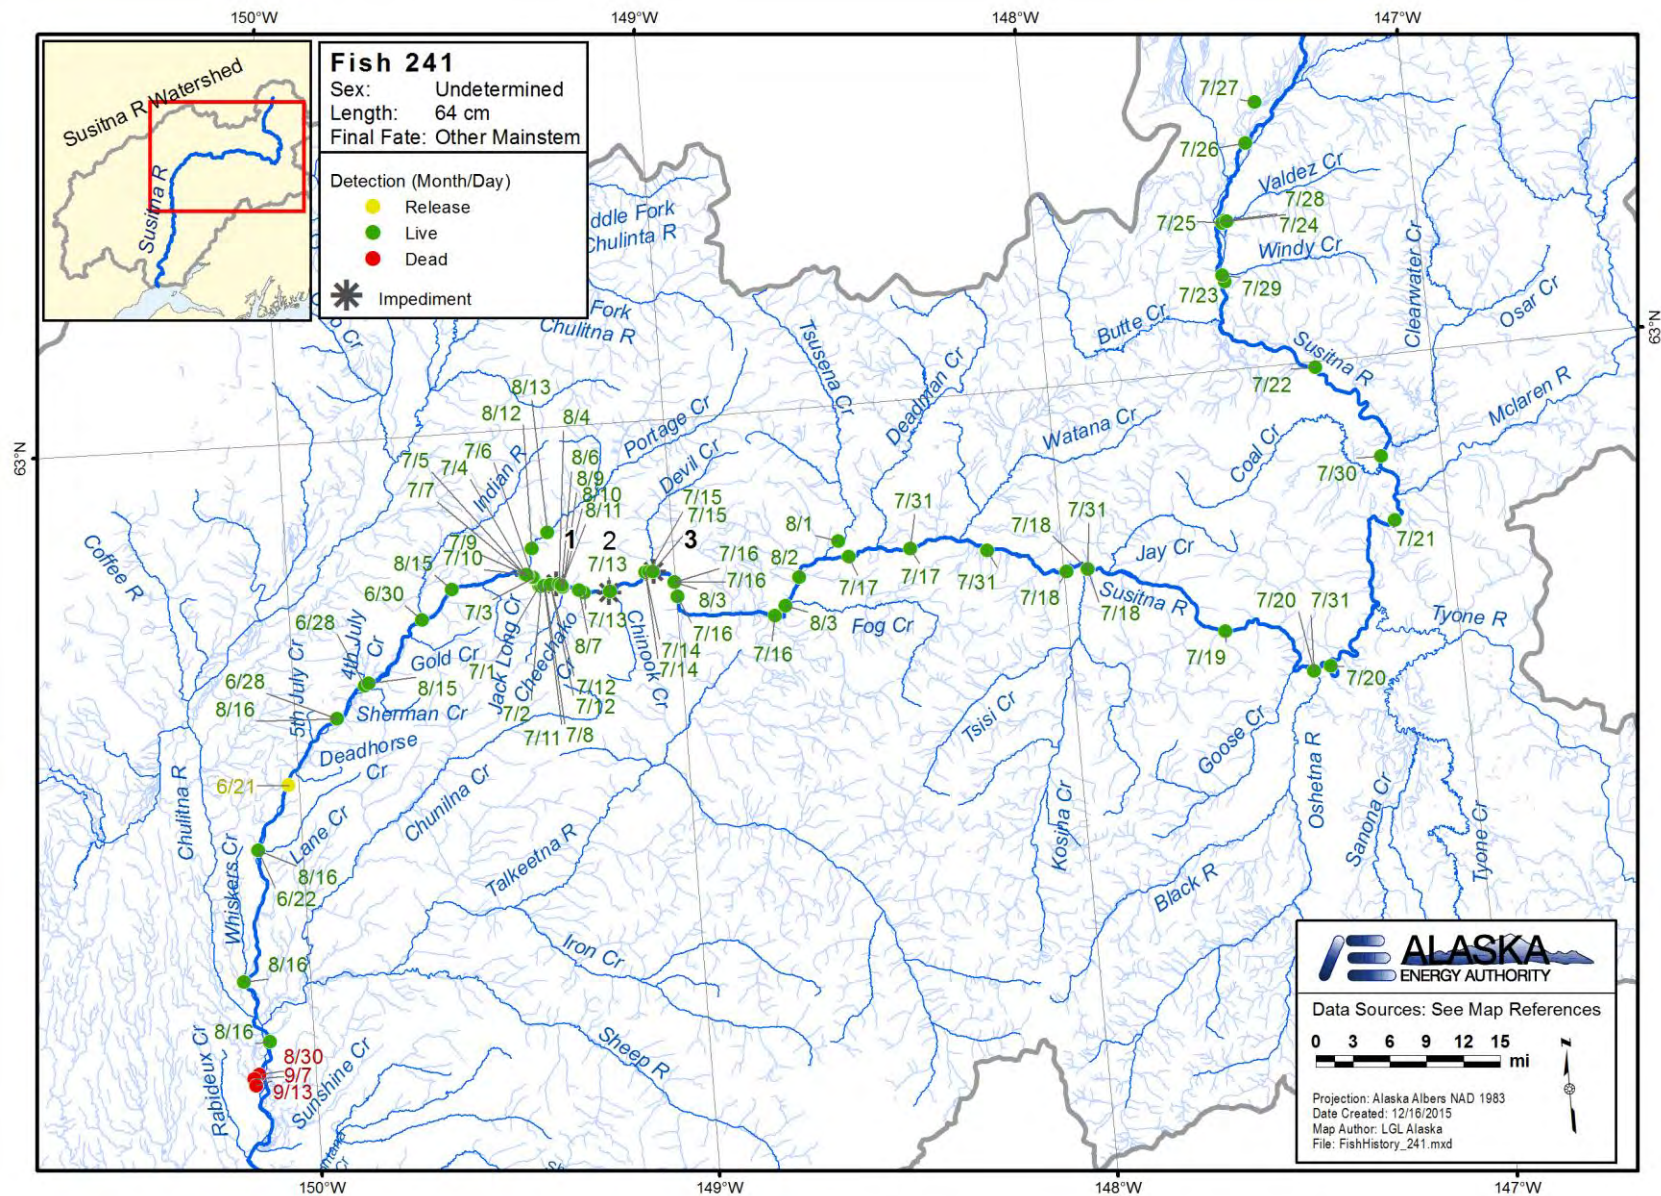 150°W
149°W
148°W
147°W
Susitna R Watershed
Susitna R
Fish 241
Sex: Undetermined
Length: 64 cm
Final Fate: Other Mainstem
Detection (Month/Day)
Release
Live
Dead
Impediment
7/27
7/26
Valdez Cr
7/28
7/25
7/24
Windy Cr
7/23
7/29
Clearwater Cr
Osar Cr
ddle Fork
Chulinta R
Fork
Chulitna R
o Cr
Butte Cr
Susitna R
7/22
Mclaren R
63°N
63°N
Tsusena Cr
Deadman Cr
Watana Cr
Coal Cr
7/30
7/21
8/13
8/12
8/4
7/6
7/5
7/4
7/7
Indian R
Portage Cr
Devil Cr
8/6
8/9
8/10
8/11
7/15
7/15
1
2
3
7/13
7/9
7/10
8/15
6/30
7/3
7/16
7/16
8/3
7/16
8/1
8/2
7/31
7/17
7/17
7/31
7/18
7/31
Jay Cr
7/18
7/18
Susitna R
Coffee R
6/28
4th July
Cr
Gold Cr
7/1
Jack Long Cr
Cheechako
Cr
7/13
8/7
Chinook Cr
7/14
7/14
7/16
8/3
Fog Cr
7/20
7/31
Tyone R
7/19
7/20
6/28
8/16
5th July Cr
8/15
Sherman Cr
7/2
7/12
7/12
7/11
7/8
Deadhorse
Cr
Tsisi Cr
Goose Cr
Oshetna R
Sanona Cr
Tyone Cr
6/21
Chulitna R
Chunilna Cr
Lane Cr
Whiskers Cr
8/16
6/22
Talkeetna R
Kosina Cr
Black R
8/16
Iron Cr
8/16
8/30
9/7
9/13
Rabideux Cr
Sunshine Cr
Sheep R
ntana
Cr
ALASKA
ENERGY AUTHORITY
Data Sources: See Map References
0 3 6 9 12 15
mi
N
Projection: Alaska Albers NAD 1983
Date Created: 12/16/2015
Map Author: LGL Alaska
File: FishHistory_241.mxd
150°W
149°W
148°W
147°W